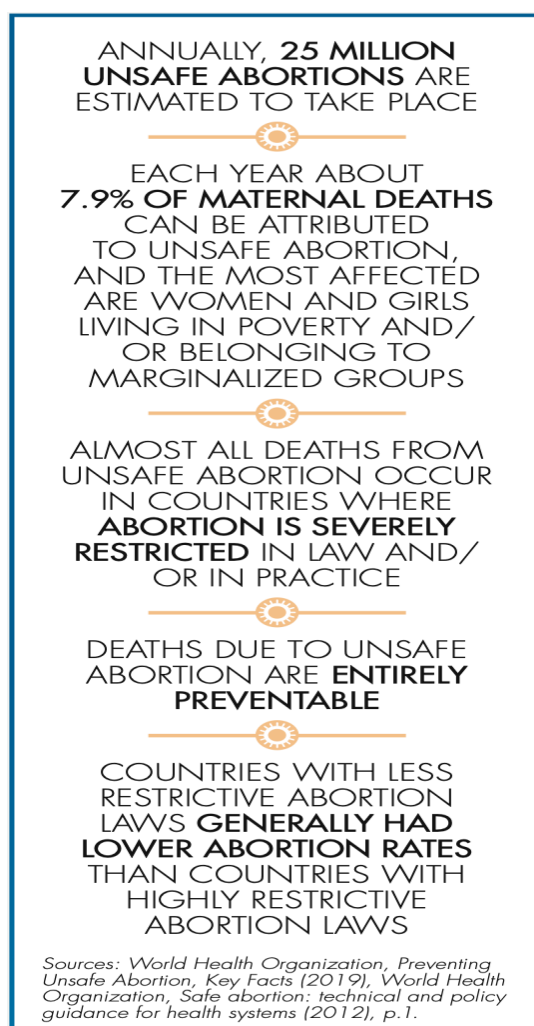 ANNUALLY, 25 MILLION
UNSAFE ABORTIONS ARE
ESTIMATED TO TAKE PLACE
EACH YEAR ABOUT
7.9% OF MATERNAL DEATHS
CAN BE ATTRIBUTED
TO UNSAFE ABORTION,
AND THE MOST AFFECTED
ARE WOMEN AND GIRLS
LIVING IN POVERTY AND/
OR BELONGING TO
MARGINALIZED GROUPS
ALMOST ALL DEATHS FROM
UNSAFE ABORTION OCCUR
IN COUNTRIES WHERE
ABORTION IS SEVERELY
RESTRICTED IN LAW AND/
OR IN PRACTICE
DEATHS DUE TO UNSAFE
ABORTION ARE ENTIRELY
PREVENTABLE
COUNTRIES WITH LESS
RESTRICTIVE ABORTION
LAWS GENERALLY HAD
LOWER ABORTION RATES
THAN COUNTRIES WITH
HIGHLY RESTRICTIVE
ABORTION LAWS
Sources: World Health Organization, Preventing
Unsafe Abortion, Key Facts (2019), World Health
Organization, Safe abortion: technical and policy
guidance for health systems (2012), p.1.